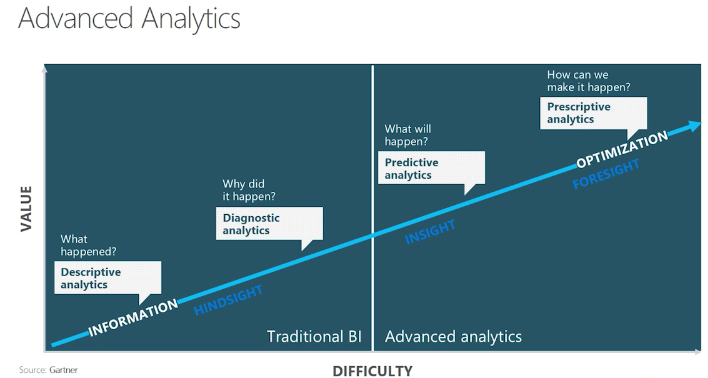 Advanced Analytics
How can we
make it happen?
Prescriptive
analytics
What will
happen?
Predictive
analytics
OPTIMIZATION
FORESIGHT
Why did
it happen?
Diagnostic
analytics
INSIGHT
What
happened?
Descriptive
analytics
INFORMATION
HINDSIGHT
VALUE
Traditional BI
Advanced analytics
Source: Gartner
DIFFICULTY